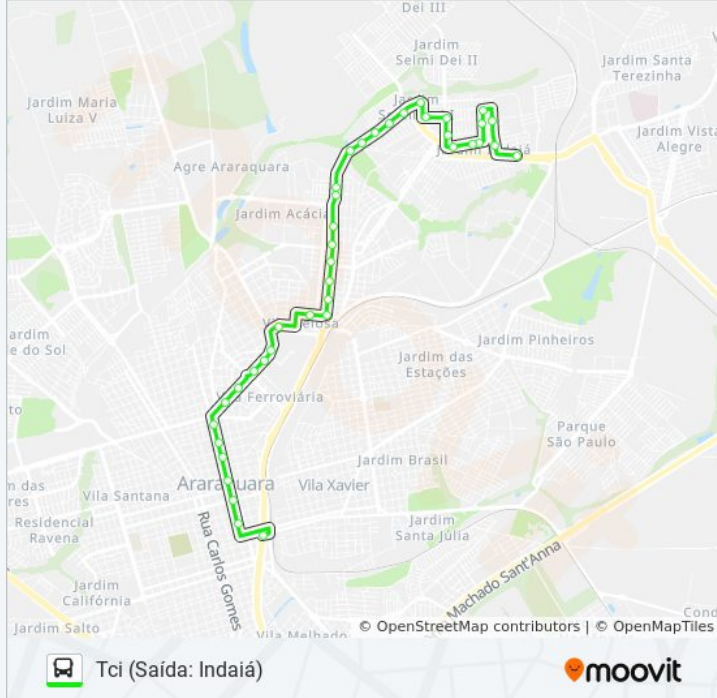 Dei III
Jardim
Selmi Dei II
Jardim Santa
Terezinha
Jardim Maria
Luiza V
Jardim Vista
Alegre
Agre Araraquara
Jardim Acácia
Jardim Pinheiros
Jardim das
Estações
Vila Ferroviária
Parque
São Paulo
Jardim Brasil
Araraquara
Vila Xavier
Vila Santana
Residencial
Ravena
Jardim
Santa Júlia
Rua Carlos Gomes
Machado Sant'Anna
Jardim
Califórnia
Jardim Salto
Vila Melhado
© OpenStreetMap contributors | © OpenMapTiles
Tci (Saída: Indaiá)
moovit